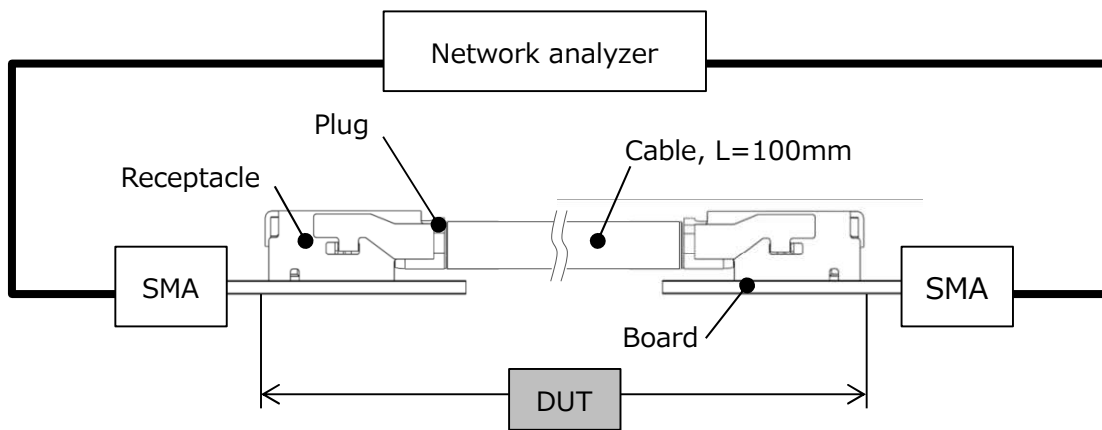 Network analyzer
Plug
Cable, L=100mm
Receptacle
SMA
SMA
Board
DUT